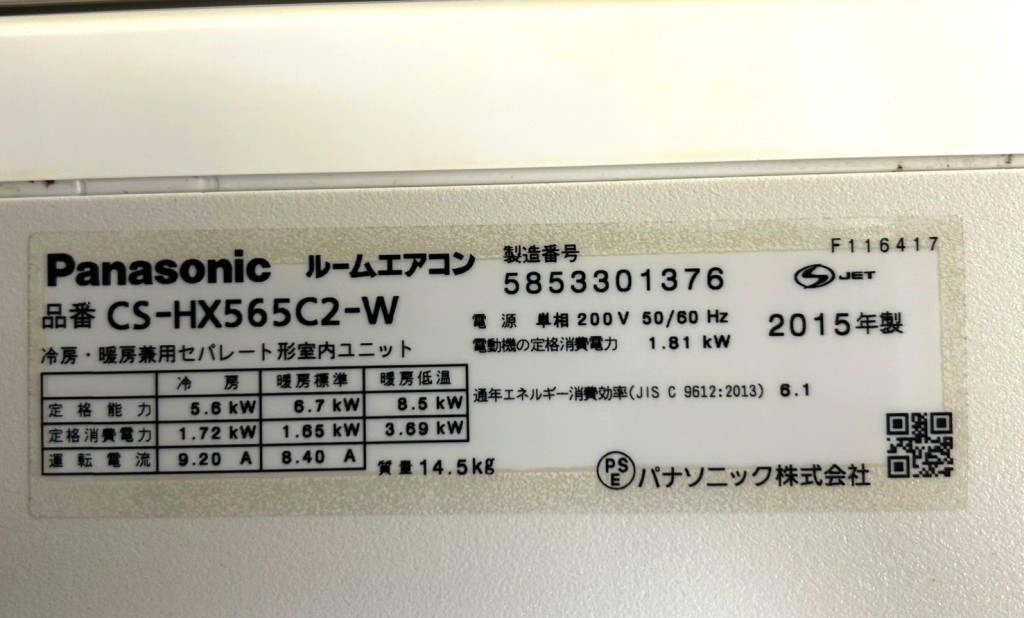 F116417
Panasonic ルームエアコン
製造番号
5853301376
JET
品番 CS-HX565C2-W
電源 単相 200V 50/60 Hz
2015年製
電動機の定格消費電力 1.81 kW
冷房・暖房兼用セパレート形室内ユニット
冷房 暖房標準 暖房低温
定格能力 5.6 kW 6.7 kW 8.5 kW
定格消費電力 1.72 kW 1.65 kW 3.69 kW
運転電流 9.20 A 8.40 A
通年エネルギー消費効率(JIS C 9612:2013) 6.1
質量14.5kg
PS
E
パナソニック株式会社